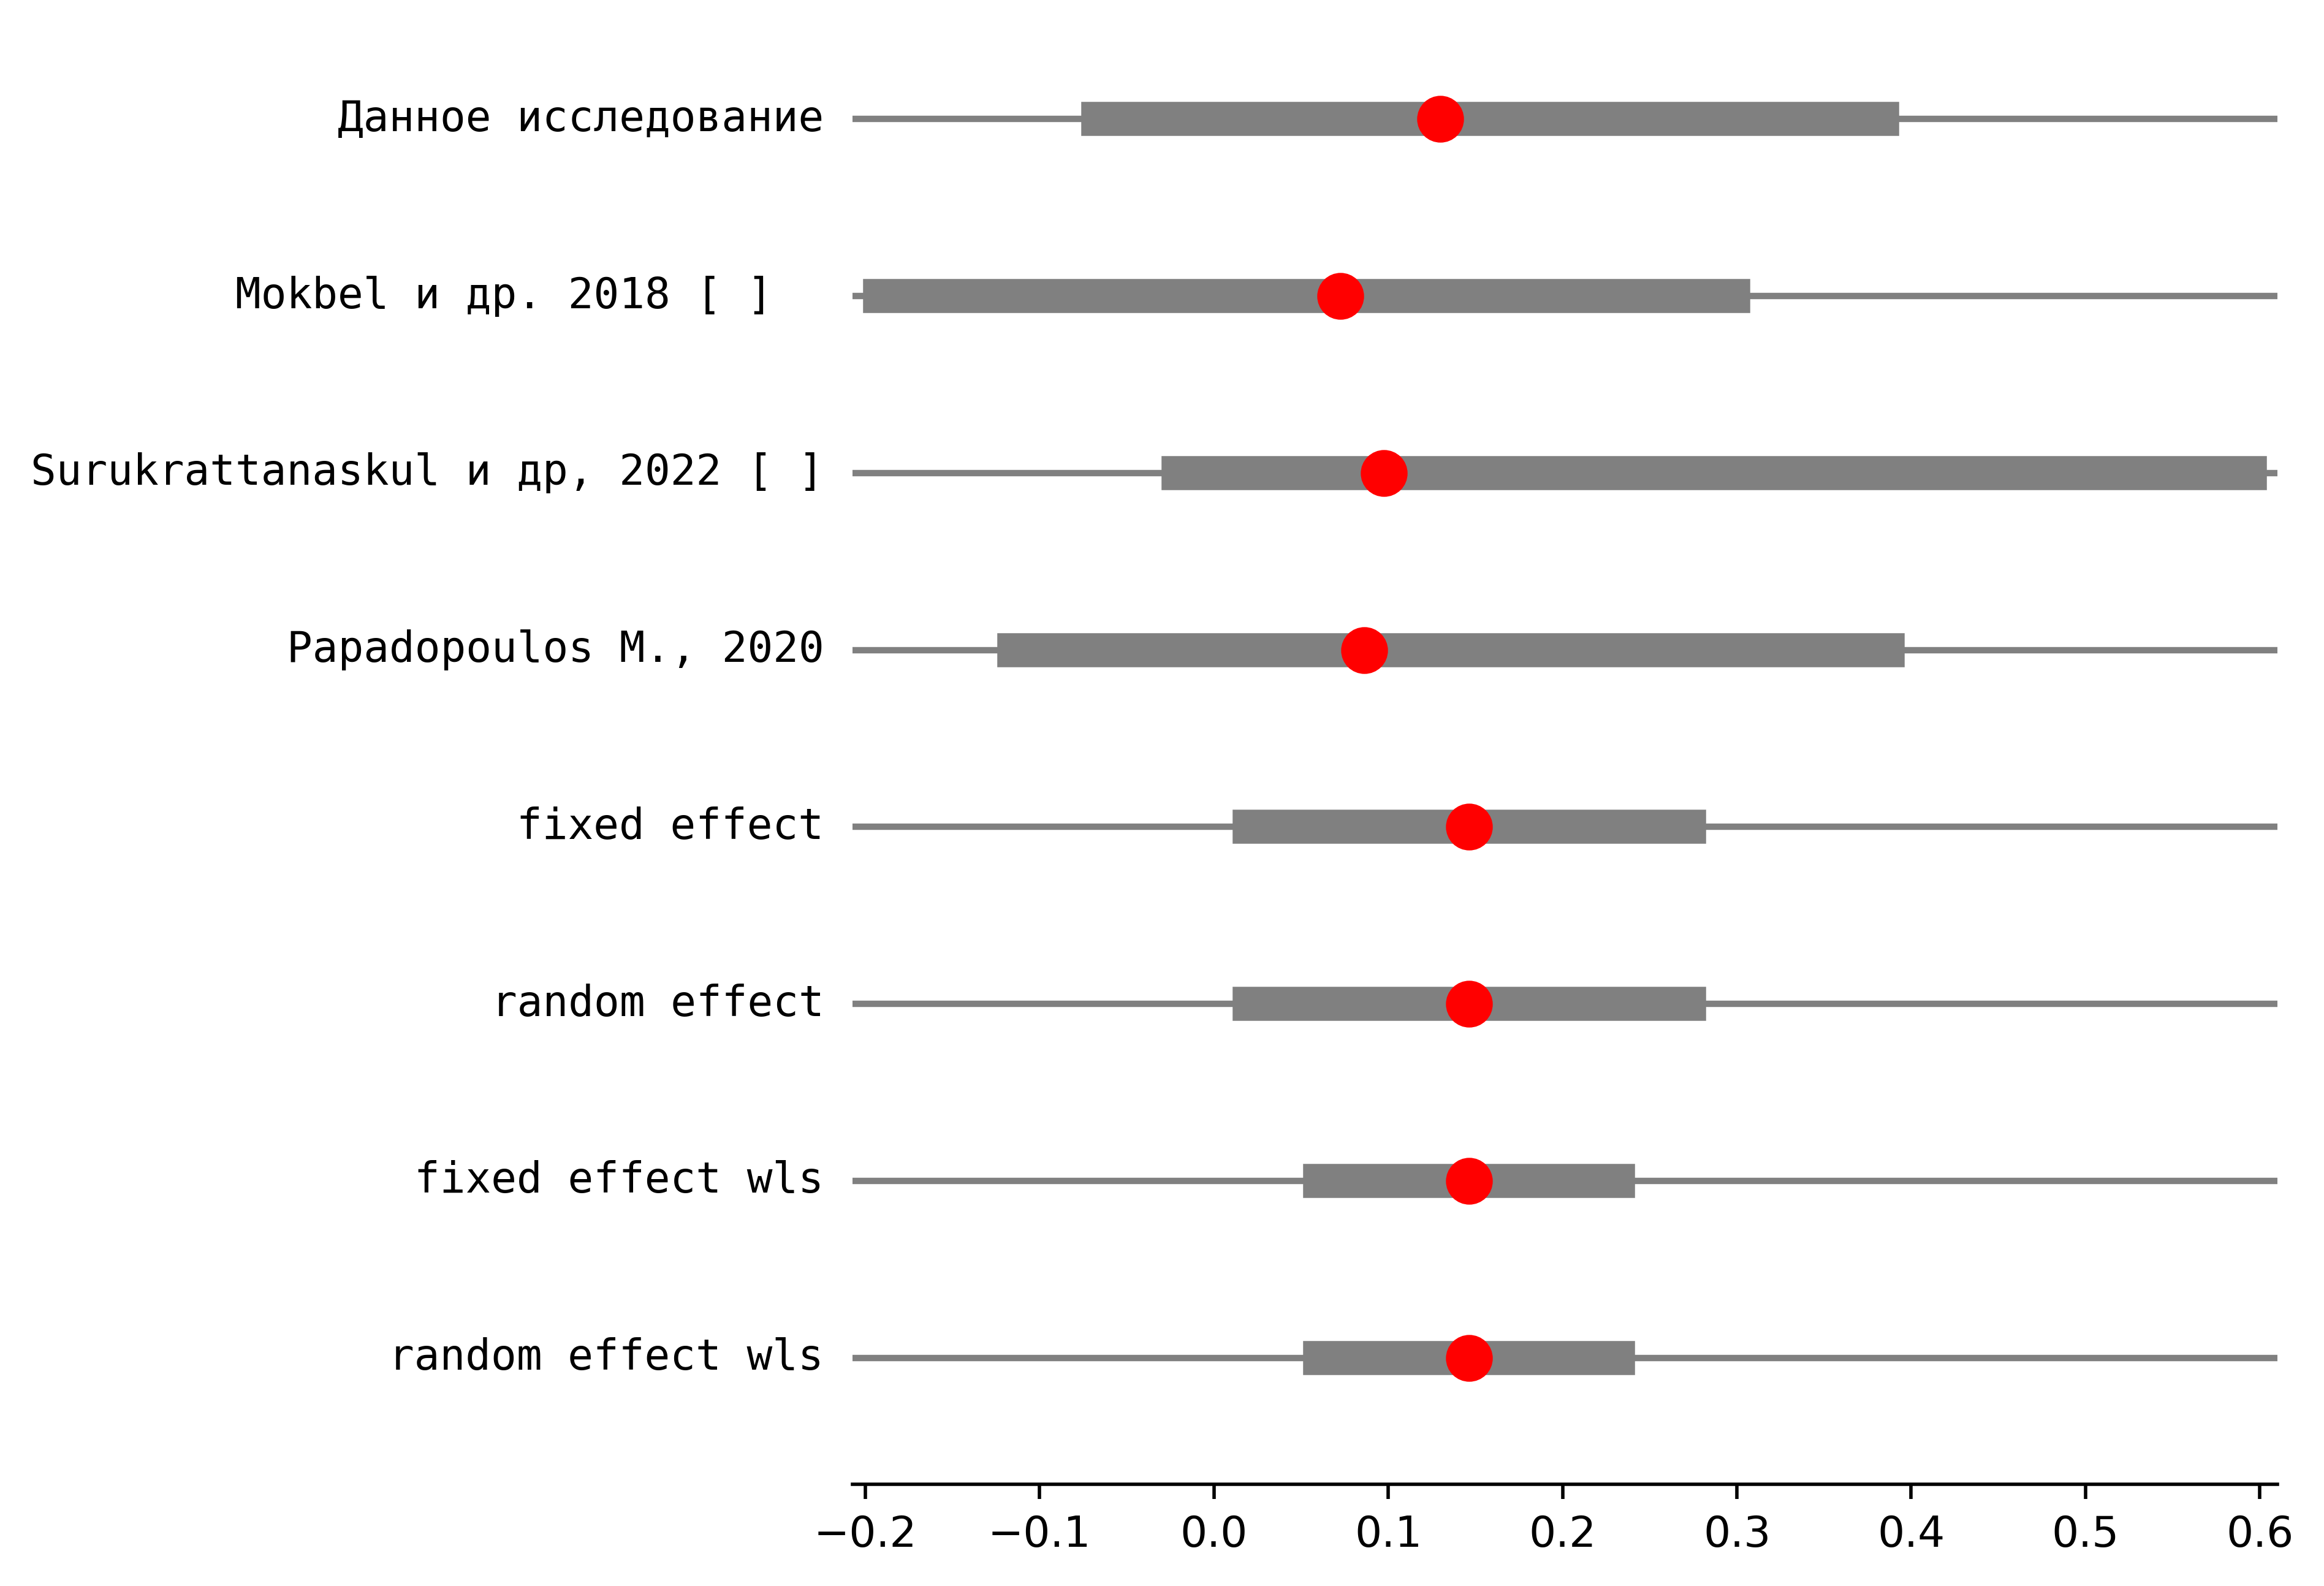 Данное исследование
Mokbel и др. 2018 [ ]
Surukrattanaskul и др, 2022 [ ]
Papadopoulos M., 2020
fixed effect
random effect
fixed effect wls
random effect wls
−0.2 −0.1 0.0 0.1 0.2 0.3 0.4 0.5 0.6